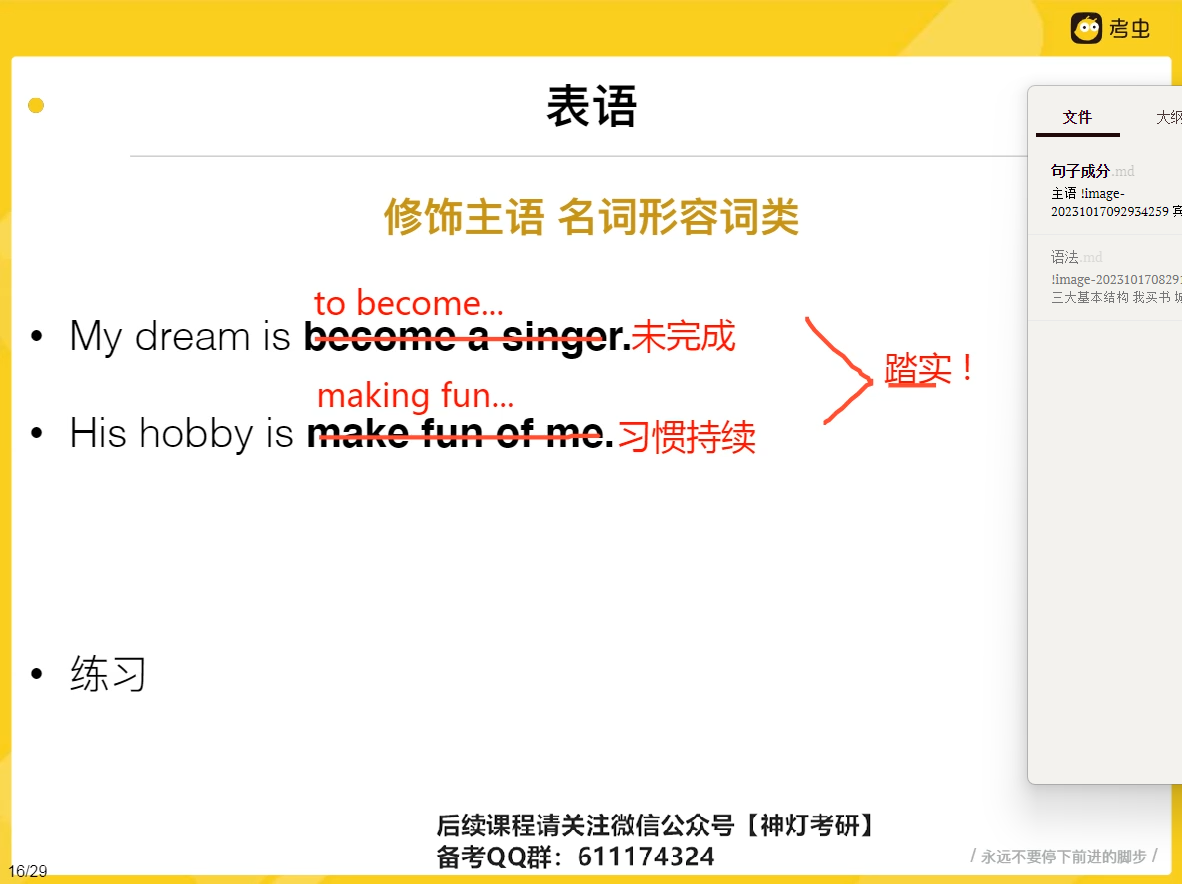 考虫
表语
修饰主语 名词形容词类
to become...
• My dream is become a singer.未完成
踏实！
making fun...
• His hobby is make fun of me.习惯持续
• 练习
后续课程请关注微信公众号【神灯考研】
备考QQ群：611174324
/ 永远不要停下前进的脚步 /
16/29
文件 大纲
句子成分.md
主语 !image-
20231017092934259 宾
语法.md
!image-202310170829
三大基本结构 我买书